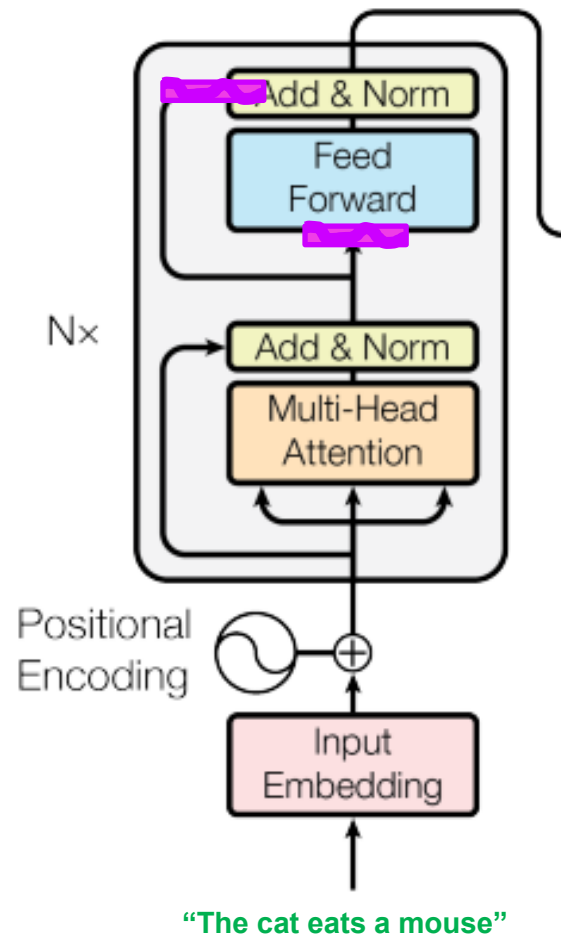 Add & Norm
Feed
Forward
Nx
Add & Norm
Multi-Head
Attention
Positional
Encoding
Input
Embedding
“The cat eats a mouse”